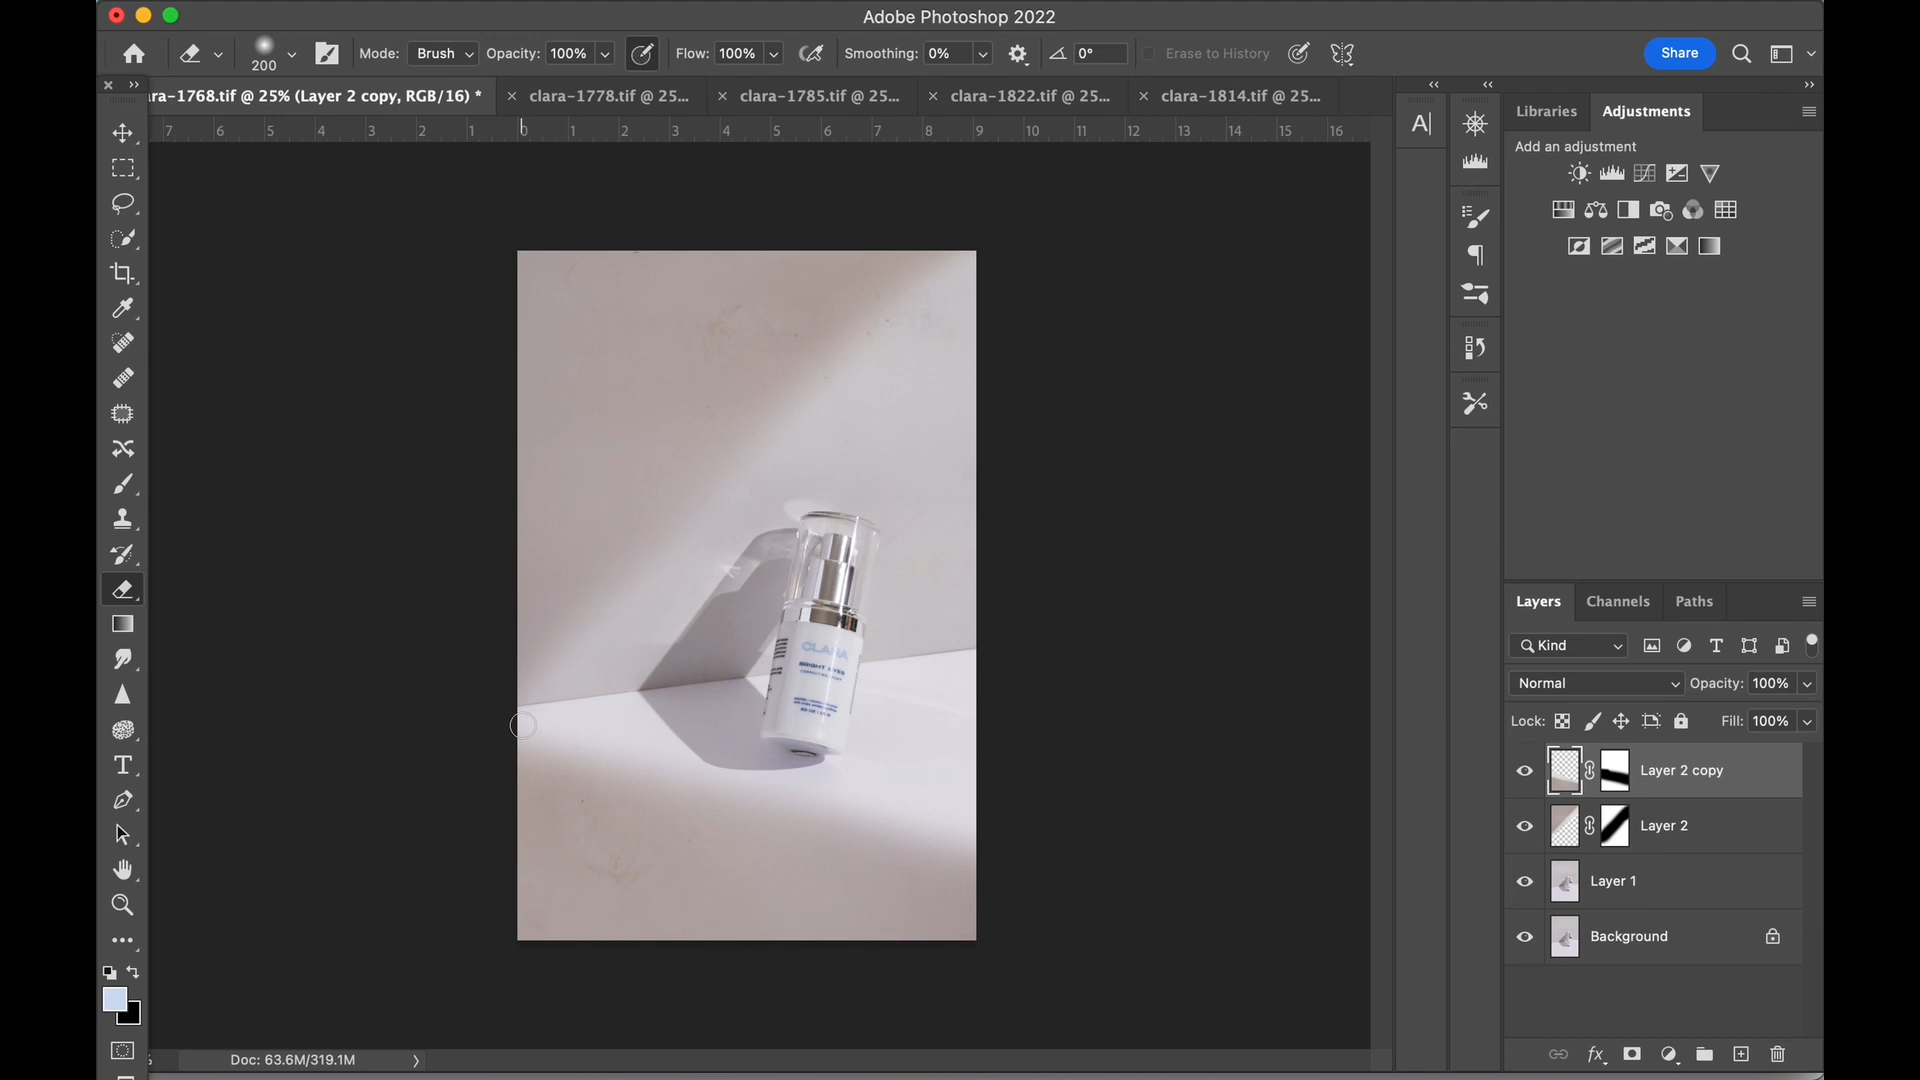 Adobe Photoshop 2022
200
Mode: Brush Opacity: 100% Flow: 100% Smoothing: 0% 0° Erase to History
Share
ara-1768.tif @ 25% (Layer 2 copy, RGB/16) * × clara-1778.tif @ 25... × clara-1785.tif @ 25... × clara-1822.tif @ 25... × clara-1814.tif @ 25...
7 6 5 4 3 2 1 0 1 2 3 4 5 6 7 8 9 10 11 12 13 14 15 16
A
Libraries Adjustments
Add an adjustment
CLARA
BRIGHT EYES
Layers Channels Paths
Kind
Normal Opacity: 100%
Lock: Fill: 100%
Layer 2 copy
Layer 2
Layer 1
Background
Doc: 63.6M/319.1M
fx